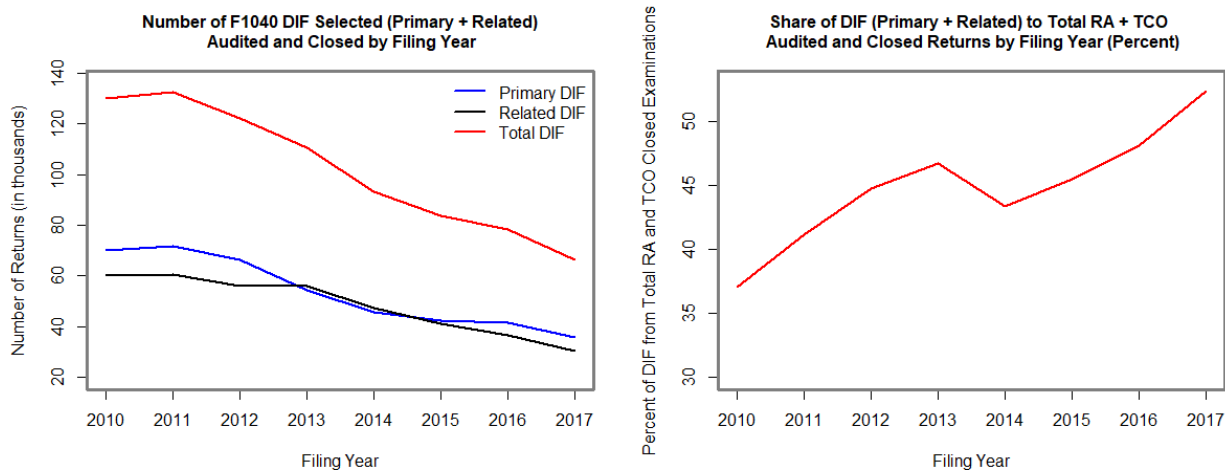 Number of F1040 DIF Selected (Primary + Related)
Audited and Closed by Filing Year
Number of Returns (in thousands)
140
120
100
80
60
40
20
Primary DIF
Related DIF
Total DIF
2010 2011 2012 2013 2014 2015 2016 2017
Filing Year
Share of DIF (Primary + Related) to Total RA + TCO
Audited and Closed Returns by Filing Year (Percent)
Percent of DIF from Total RA and TCO Closed Examinations
50
45
40
35
30
2010 2011 2012 2013 2014 2015 2016 2017
Filing Year